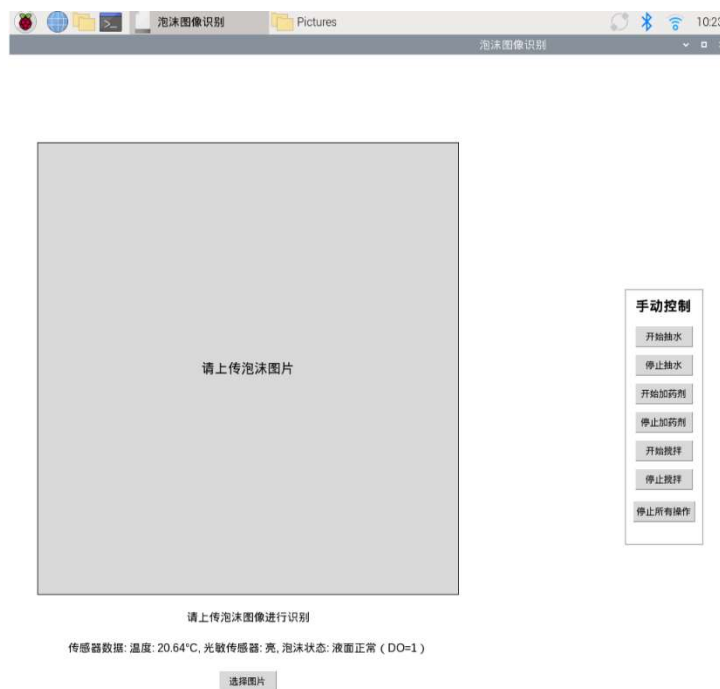 泡沫图像识别 Pictures 10:23
泡沫图像识别
请上传泡沫图片
手动控制
开始抽水
停止抽水
开始加药剂
停止加药剂
开始搅拌
停止搅拌
停止所有操作
请上传泡沫图像进行识别
传感器数据: 温度: 20.64°C, 光敏传感器: 亮, 泡沫状态: 液面正常（DO=1）
选择图片